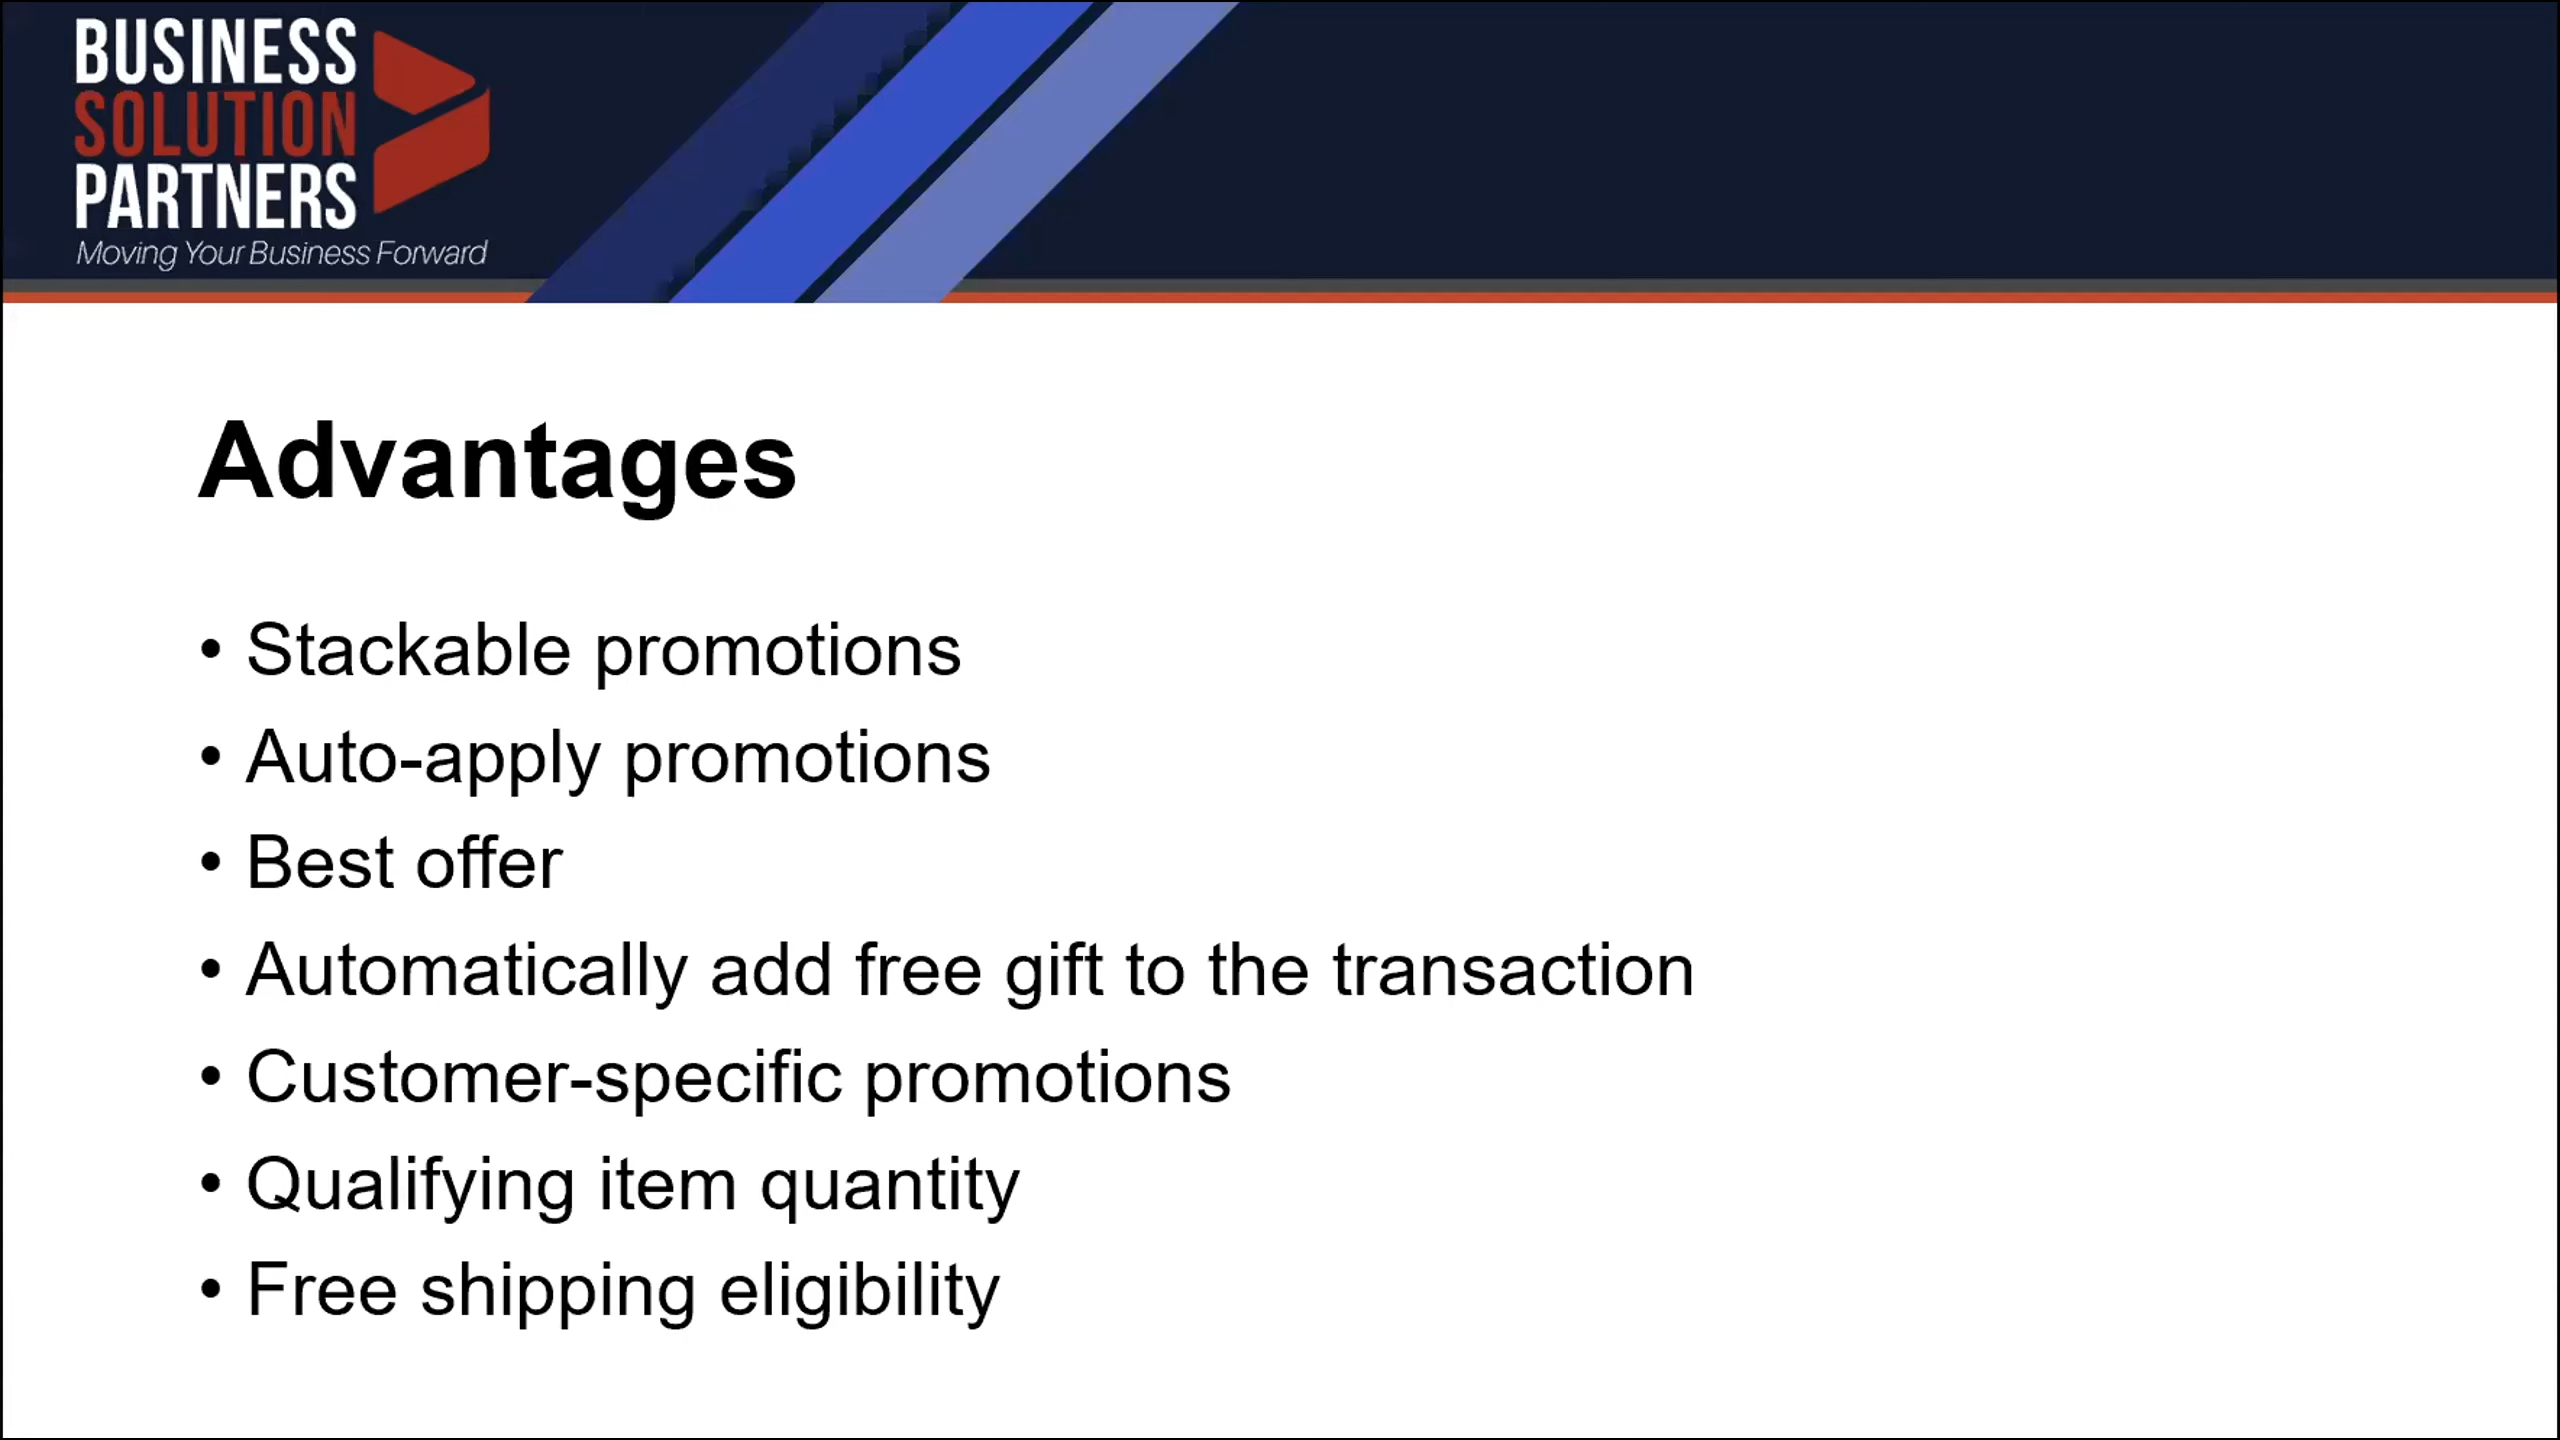 BUSINESS
SOLUTION
PARTNERS
Moving Your Business Forward
Advantages
• Stackable promotions
• Auto-apply promotions
• Best offer
• Automatically add free gift to the transaction
• Customer-specific promotions
• Qualifying item quantity
• Free shipping eligibility